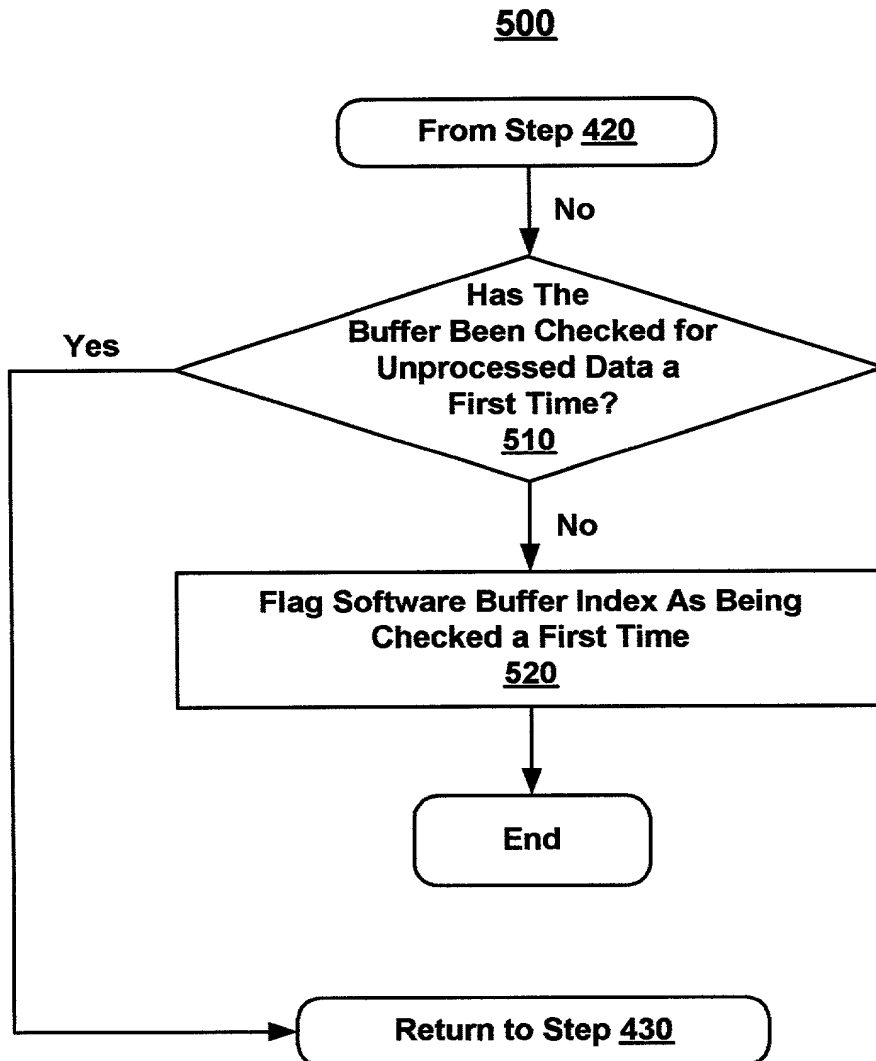 500
From Step 420
No
Has The
Buffer Been Checked for
Unprocessed Data a
First Time?
510
Yes
No
Flag Software Buffer Index As Being
Checked a First Time
520
End
Return to Step 430